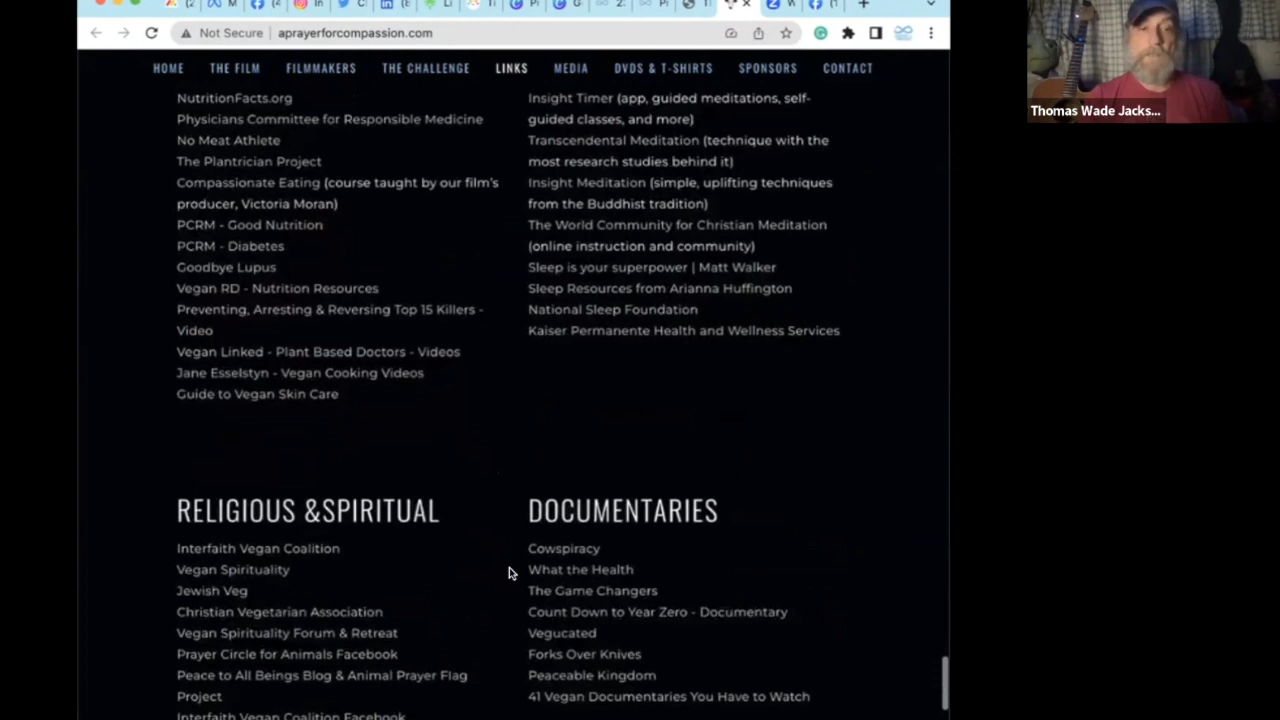 Not Secure
aprayerforcompassion.com
Thomas Wade Jacks...
HOME THE FILM FILMMAKERS THE CHALLENGE LINKS MEDIA DVDS & T-SHIRTS SPONSORS CONTACT
NutritionFacts.org
Physicians Committee for Responsible Medicine
No Meat Athlete
The Plantrician Project
Compassionate Eating (course taught by our film's
producer, Victoria Moran)
PCRM - Good Nutrition
PCRM - Diabetes
Goodbye Lupus
Vegan RD - Nutrition Resources
Preventing, Arresting & Reversing Top 15 Killers -
Video
Vegan Linked - Plant Based Doctors - Videos
Jane Esselstyn - Vegan Cooking Videos
Guide to Vegan Skin Care
Insight Timer (app, guided meditations, self-
guided classes, and more)
Transcendental Meditation (technique with the
most research studies behind it)
Insight Meditation (simple, uplifting techniques
from the Buddhist tradition)
The World Community for Christian Meditation
(online instruction and community)
Sleep is your superpower | Matt Walker
Sleep Resources from Arianna Huffington
National Sleep Foundation
Kaiser Permanente Health and Wellness Services
RELIGIOUS &SPIRITUAL
Interfaith Vegan Coalition
Vegan Spirituality
Jewish Veg
Christian Vegetarian Association
Vegan Spirituality Forum & Retreat
Prayer Circle for Animals Facebook
Peace to All Beings Blog & Animal Prayer Flag
Project
Interfaith Vegan Coalition Facebook
DOCUMENTARIES
Cowspiracy
What the Health
The Game Changers
Count Down to Year Zero - Documentary
Vegucated
Forks Over Knives
Peaceable Kingdom
41 Vegan Documentaries You Have to Watch